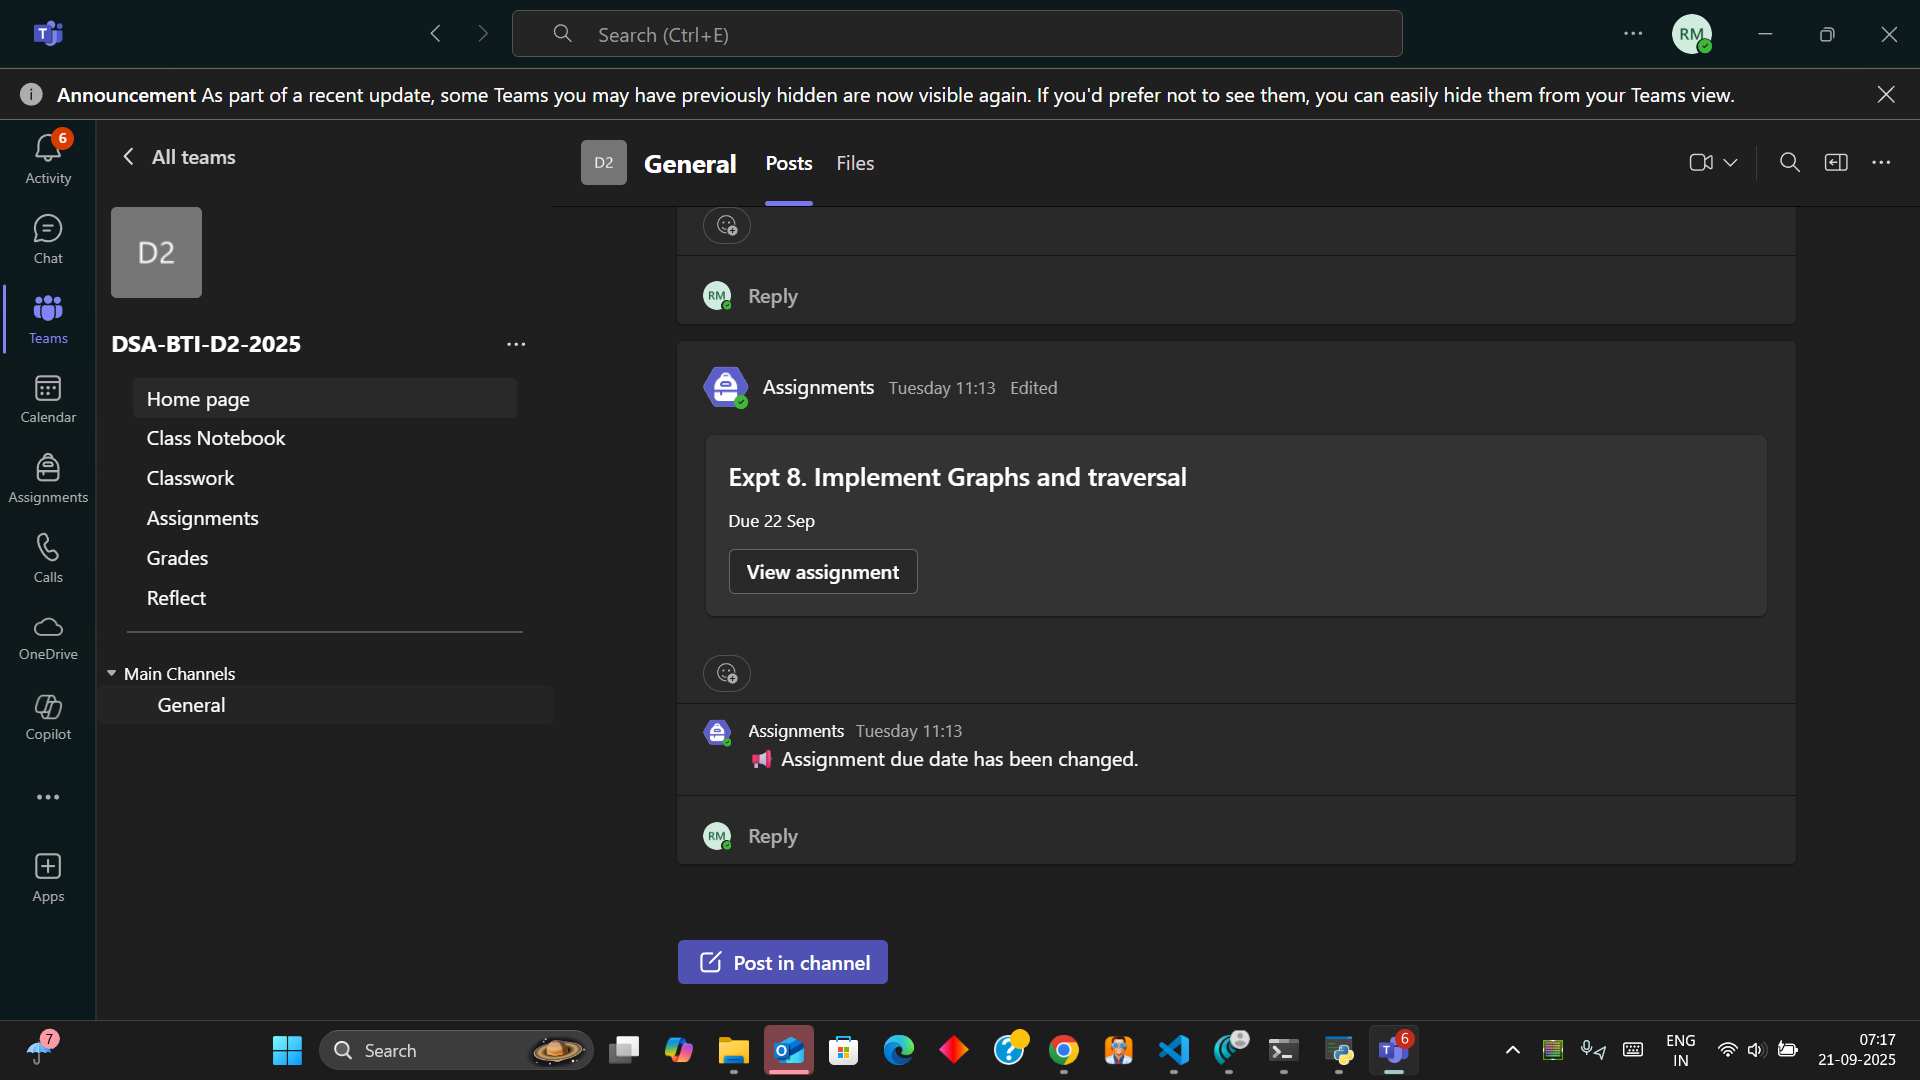 Search (Ctrl+E)
RM
Announcement As part of a recent update, some Teams you may have previously hidden are now visible again. If you'd prefer not to see them, you can easily hide them from your Teams view.
6
Activity
Chat
Teams
Calendar
Assignments
Calls
OneDrive
Copilot
Apps
All teams
D2
DSA-BTI-D2-2025
Home page
Class Notebook
Classwork
Assignments
Grades
Reflect
Main Channels
General
D2 General Posts Files
RM Reply
Assignments Tuesday 11:13 Edited
Expt 8. Implement Graphs and traversal
Due 22 Sep
View assignment
Assignments Tuesday 11:13
Assignment due date has been changed.
RM Reply
Post in channel
7
Search
6
ENG
IN
07:17
21-09-2025